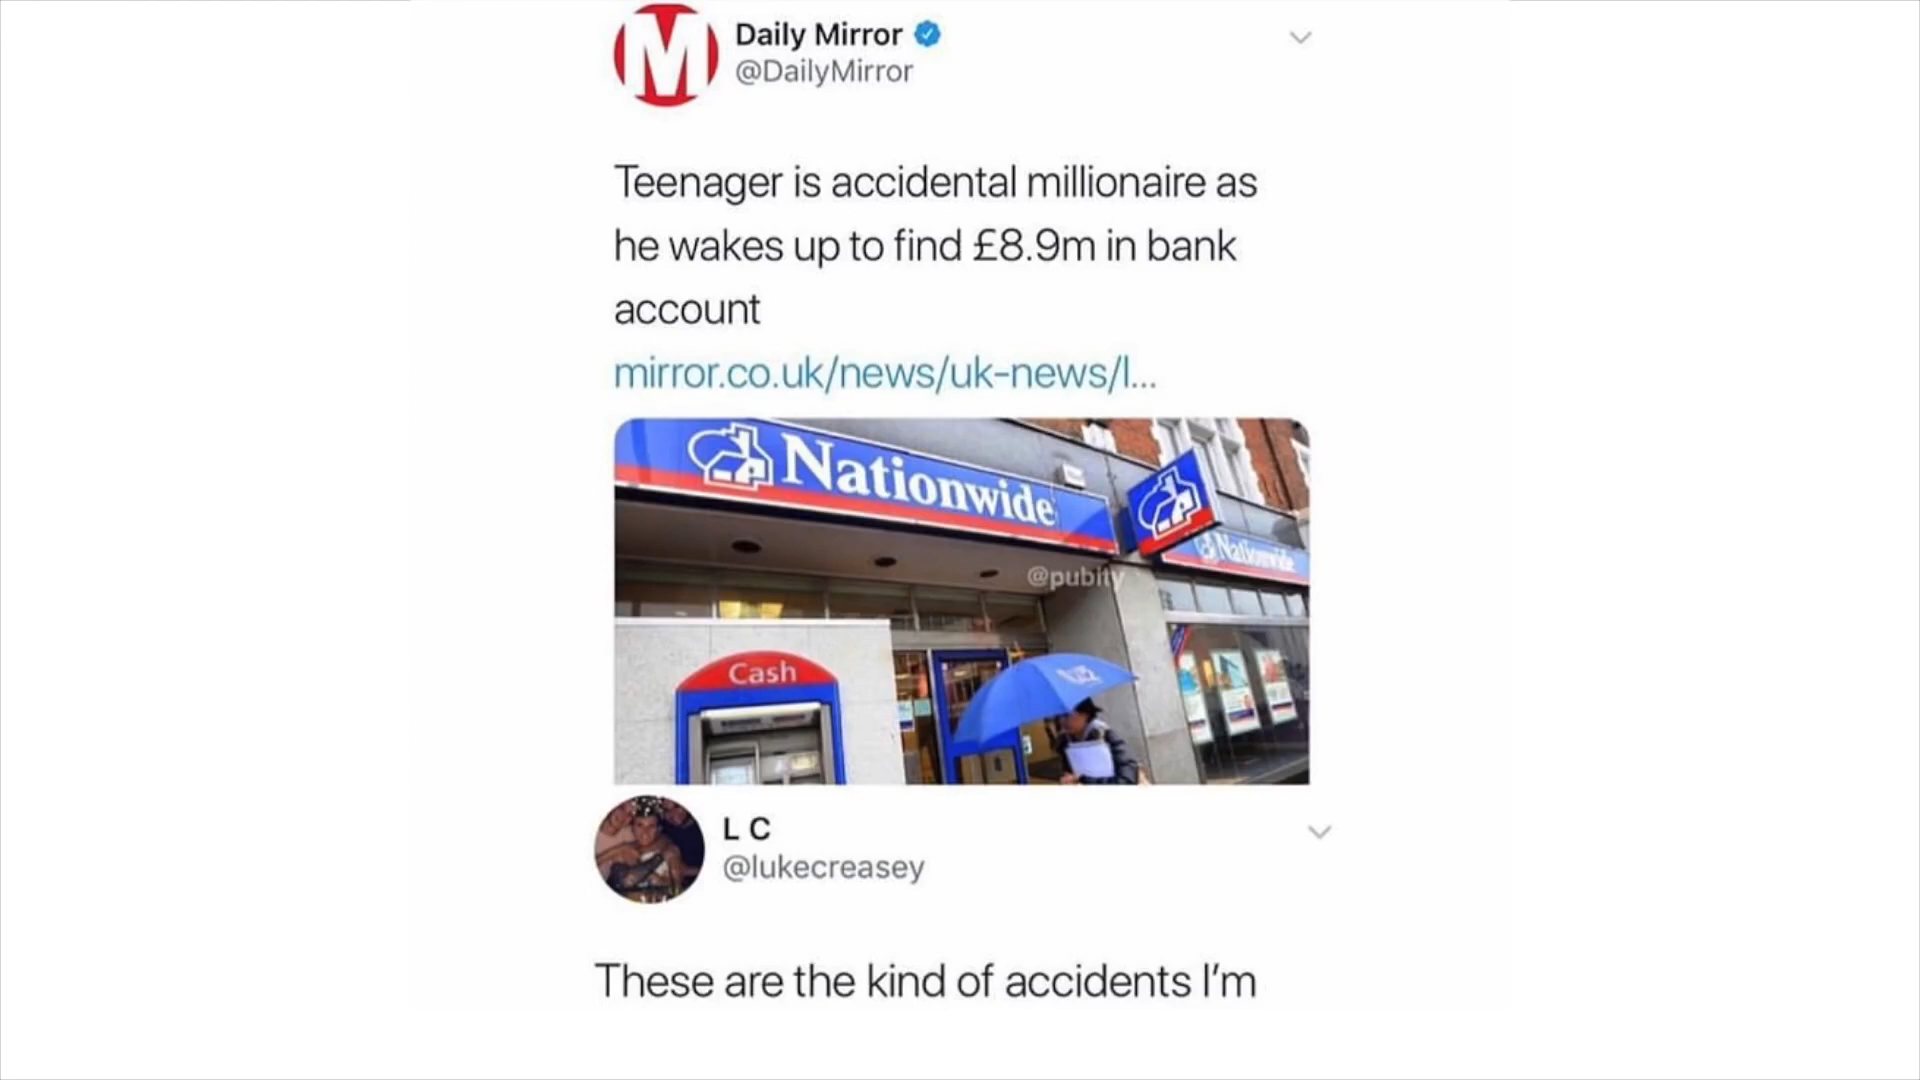 Daily Mirror
@DailyMirror
Teenager is accidental millionaire as
he wakes up to find £8.9m in bank
account
mirror.co.uk/news/uk-news/l...
Nationwide
Nationwide
@pubity
Cash
L C
@lukecreasey
These are the kind of accidents I'm